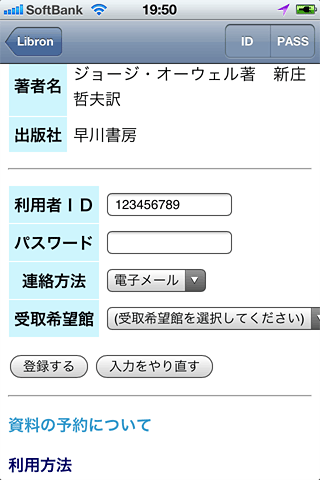 SoftBank 19:50
Libron ID PASS
著者名 ジョージ・オーウェル著　新庄
哲夫訳
出版社 早川書房
利用者ＩＤ 123456789
パスワード
連絡方法 電子メール
受取希望館 (受取希望館を選択してください)
登録する 入力をやり直す
資料の予約について
利用方法